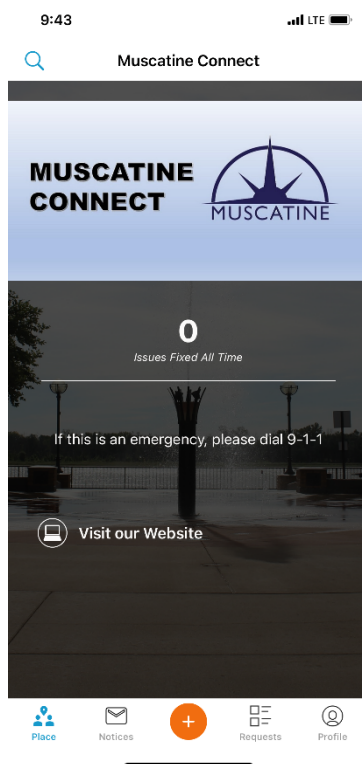 9:43
LTE
Muscatine Connect
MUSCATINE
CONNECT
MUSCATINE
0
Issues Fixed All Time
If this is an emergency, please dial 9-1-1
Visit our Website
+
Place
Notices
Requests
Profile